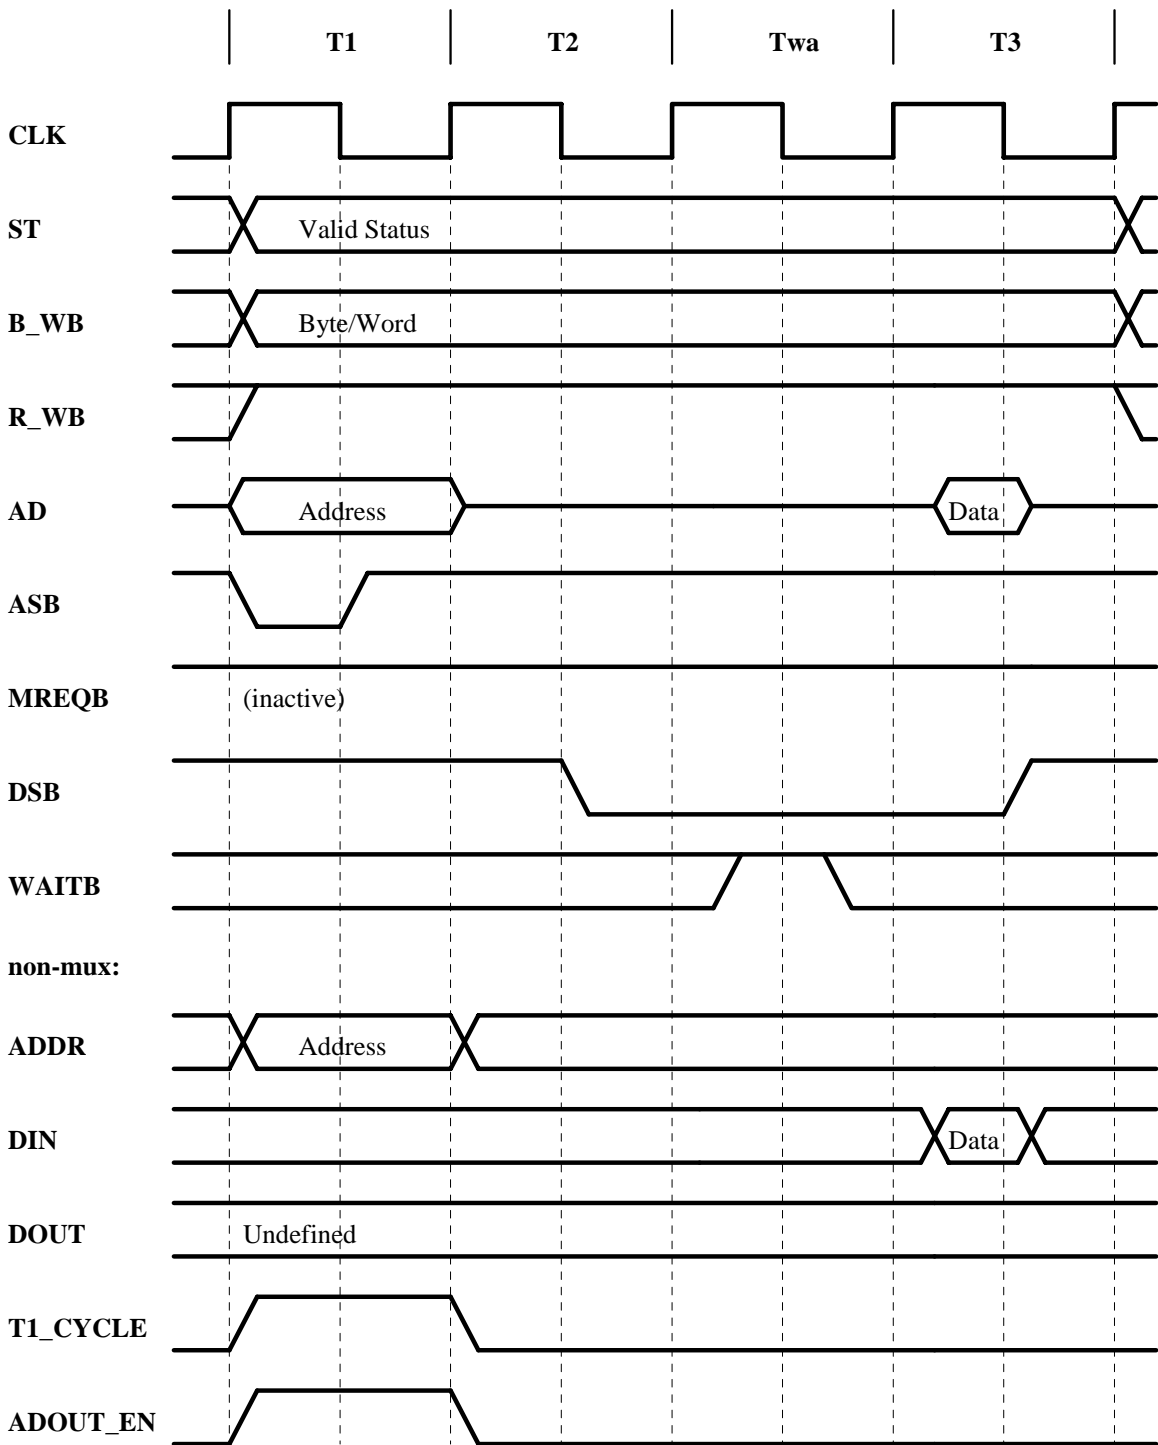 T1 T2 Twa T3
CLK
ST Valid Status
B_WB Byte/Word
R_WB
AD Address Data
ASB
MREQB (inactive)
DSB
WAITB
non-mux:
ADDR Address
DIN Data
DOUT Undefined
T1_CYCLE
ADOUT_EN